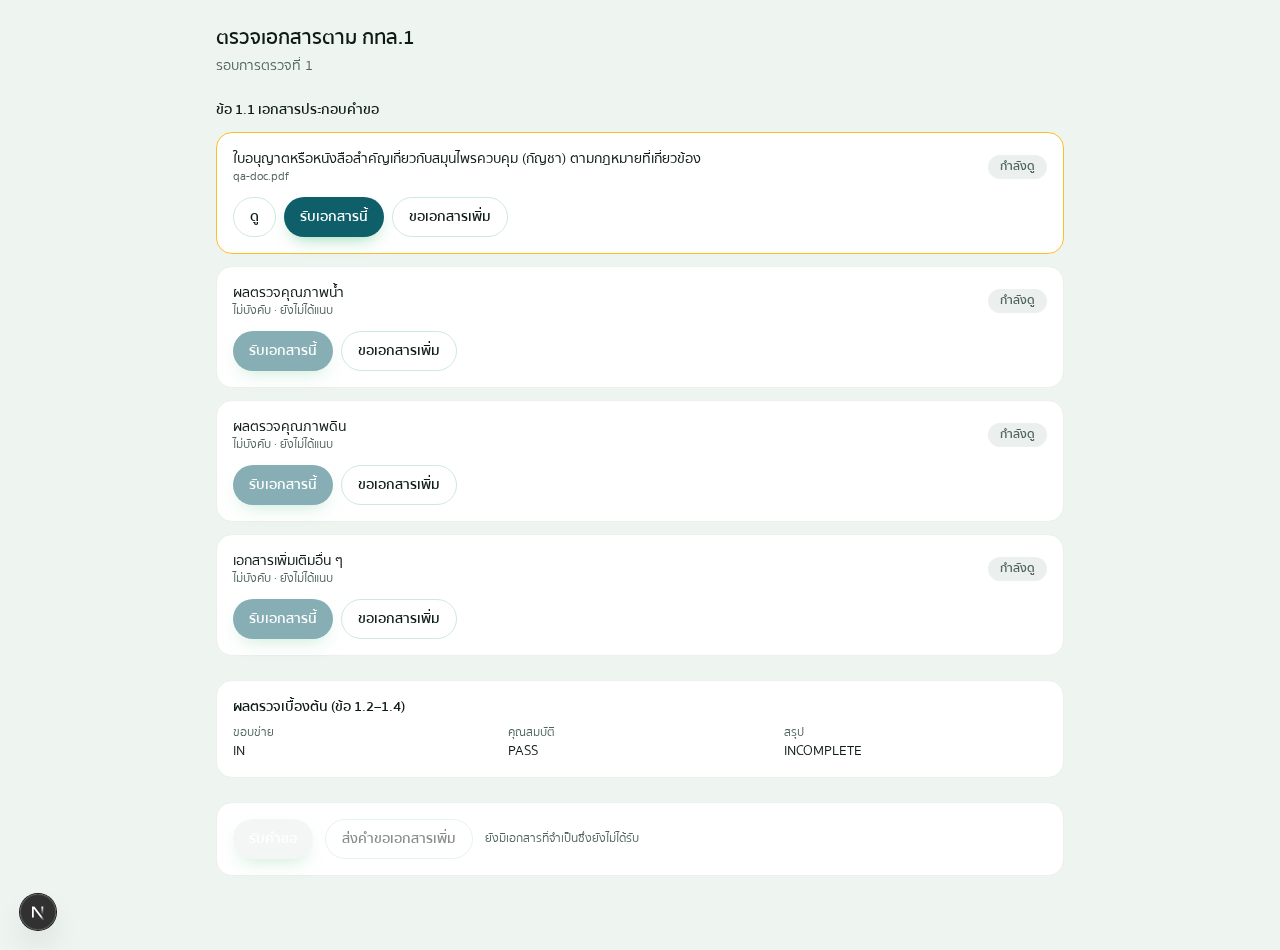 ตรวจเอกสารตาม กทล.1
รอบการตรวจที่ 1
ข้อ 1.1 เอกสารประกอบคำขอ
ใบอนุญาตหรือหนังสือสำคัญเกี่ยวกับสมุนไพรควบคุม (กัญชา) ตามกฎหมายที่เกี่ยวข้อง
กำลังดู
qa-doc.pdf
ดู รับเอกสารนี้ ขอเอกสารเพิ่ม
ผลตรวจคุณภาพน้ำ
กำลังดู
ไม่บังคับ · ยังไม่ได้แนบ
รับเอกสารนี้ ขอเอกสารเพิ่ม
ผลตรวจคุณภาพดิน
กำลังดู
ไม่บังคับ · ยังไม่ได้แนบ
รับเอกสารนี้ ขอเอกสารเพิ่ม
เอกสารเพิ่มเติมอื่น ๆ
กำลังดู
ไม่บังคับ · ยังไม่ได้แนบ
รับเอกสารนี้ ขอเอกสารเพิ่ม
ผลตรวจเบื้องต้น (ข้อ 1.2–1.4)
ขอบข่าย คุณสมบัติ สรุป
IN PASS INCOMPLETE
รับคำขอ ส่งคำขอเอกสารเพิ่ม ยังมีเอกสารที่จำเป็นซึ่งยังไม่ได้รับ
N